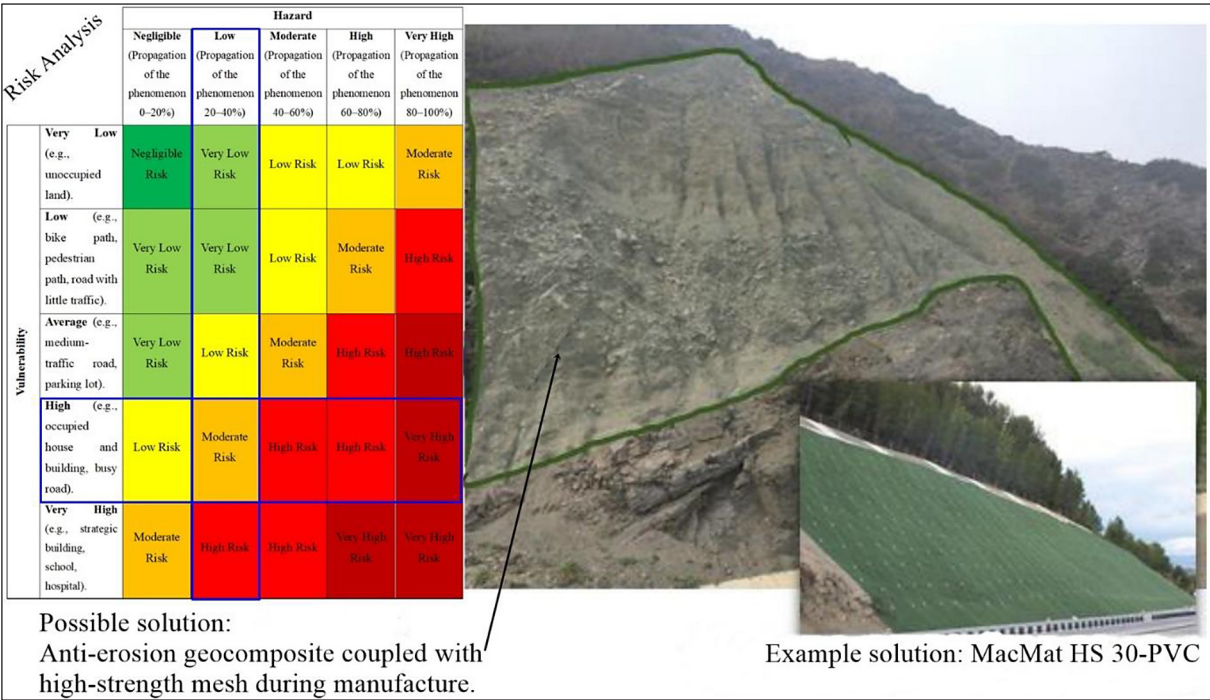 Risk Analysis
Hazard
Negligible
(Propagation
of the
phenomenon
0–20%)
Low
(Propagation
of the
phenomenon
20–40%)
Moderate
(Propagation
of the
phenomenon
40–60%)
High
(Propagation
of the
phenomenon
60–80%)
Very High
(Propagation
of the
phenomenon
80–100%)
Vulnerability
Very Low
(e.g.,
unoccupied
land).
Negligible
Risk
Very Low
Risk
Low Risk
Low Risk
Moderate
Risk
Low (e.g.,
bike path,
pedestrian
path, road with
little traffic).
Very Low
Risk
Very Low
Risk
Low Risk
Moderate
Risk
High Risk
Average (e.g.,
medium-
traffic road,
parking lot).
Very Low
Risk
Low Risk
Moderate
Risk
High Risk
High Risk
High (e.g.,
occupied
house and
building, busy
road).
Low Risk
Moderate
Risk
High Risk
High Risk
Very High
Risk
Very High
(e.g., strategic
building,
school,
hospital).
Moderate
Risk
High Risk
High Risk
Very High
Risk
Very High
Risk
Possible solution:
Anti-erosion geocomposite coupled with
high-strength mesh during manufacture.
Example solution: MacMat HS 30-PVC